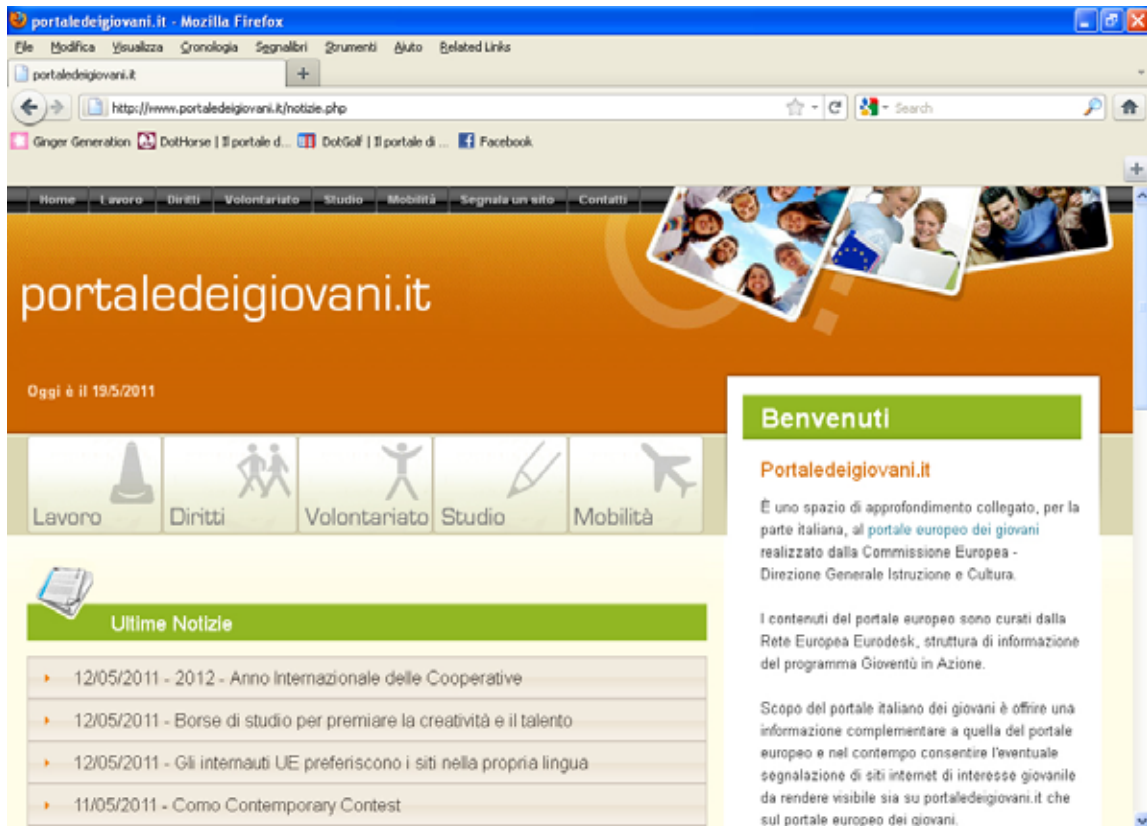 portaledeigiovani.it - Mozilla Firefox
File Modifica Visualizza Cronologia Segnalibri Strumenti Aiuto Related Links
portaledeigiovani.it
http://www.portaledeigiovani.it/notizie.php
Search
Ginger Generation DotHorse | Il portale d... DotGolf | Il portale di ... Facebook
Home Lavoro Diritti Volontariato Studio Mobilità Segnala un sito Contatti
portaledeigiovani.it
Oggi è il 19/5/2011
Lavoro Diritti Volontariato Studio Mobilità
Ultime Notizie
12/05/2011 - 2012 - Anno Internazionale delle Cooperative
12/05/2011 - Borse di studio per premiare la creatività e il talento
12/05/2011 - Gli internauti UE preferiscono i siti nella propria lingua
11/05/2011 - Como Contemporary Contest
Benvenuti
Portaledeigiovani.it
È uno spazio di approfondimento collegato, per la
parte italiana, al portale europeo dei giovani
realizzato dalla Commissione Europea -
Direzione Generale Istruzione e Cultura.
I contenuti del portale europeo sono curati dalla
Rete Europea Eurodesk, struttura di informazione
del programma Gioventù in Azione.
Scopo del portale italiano dei giovani è offrire una
informazione complementare a quella del portale
europeo e nel contempo consentire l'eventuale
segnalazione di siti internet di interesse giovanile
da rendere visibile sia su portaledeigiovani.it che
sul portale europeo dei giovani.